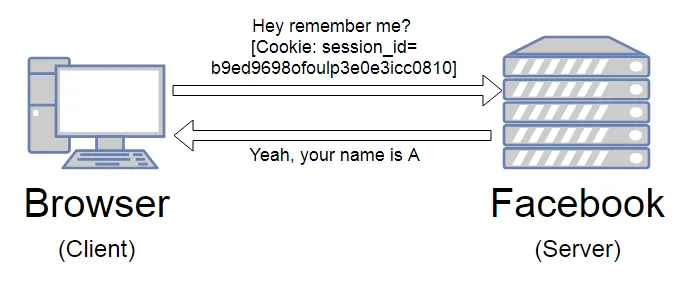 Hey remember me?
[Cookie: session_id=
b9ed9698ofoulp3e0e3icc0810]
Yeah, your name is A
Browser
Facebook
(Client)
(Server)